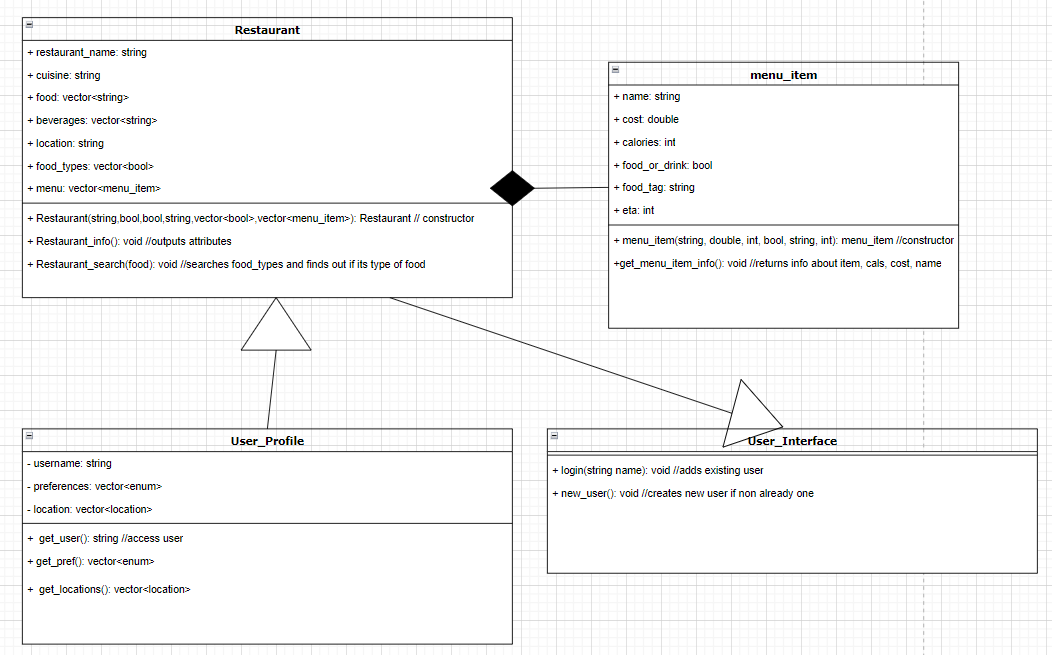 Restaurant
+ restaurant_name: string
+ cuisine: string
+ food: vector<string>
+ beverages: vector<string>
+ location: string
+ food_types: vector<bool>
+ menu: vector<menu_item>
+ Restaurant(string,bool,bool,string,vector<bool>,vector<menu_item>): Restaurant // constructor
+ Restaurant_info(): void //outputs attributes
+ Restaurant_search(food): void //searches food_types and finds out if its type of food
menu_item
+ name: string
+ cost: double
+ calories: int
+ food_or_drink: bool
+ food_tag: string
+ eta: int
+ menu_item(string, double, int, bool, string, int): menu_item //constructor
+get_menu_item_info(): void //returns info about item, cals, cost, name
User_Profile
- username: string
- preferences: vector<enum>
- location: vector<location>
+ get_user(): string //access user
+ get_pref(): vector<enum>
+ get_locations(): vector<location>
User_Interface
+ login(string name): void //adds existing user
+ new_user(): void //creates new user if non already one